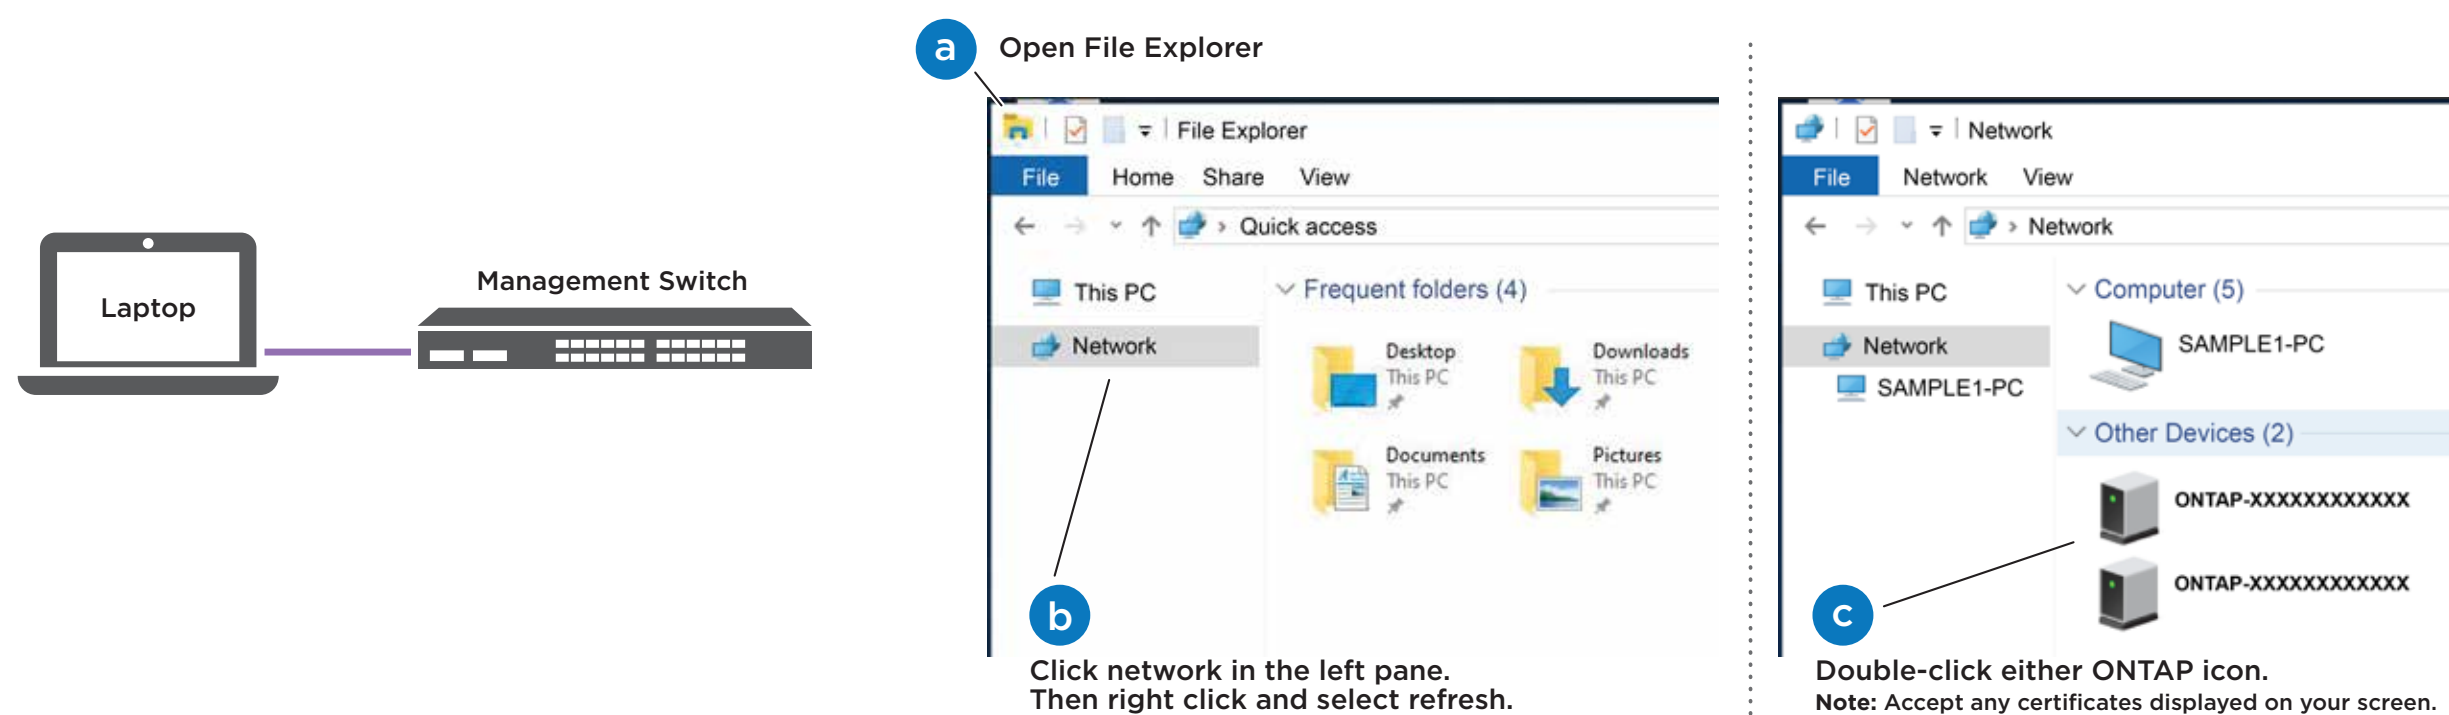 Laptop
Management Switch
a
Open File Explorer
File Explorer
File Home Share View
Quick access
This PC
Network
Frequent folders (4)
Desktop
This PC
Downloads
This PC
Documents
This PC
Pictures
This PC
b
Click network in the left pane.
Then right click and select refresh.
Network
File Network View
Network
This PC
Network
SAMPLE1-PC
Computer (5)
SAMPLE1-PC
Other Devices (2)
ONTAP-XXXXXXXXXXXX
ONTAP-XXXXXXXXXXXX
c
Double-click either ONTAP icon.
Note: Accept any certificates displayed on your screen.